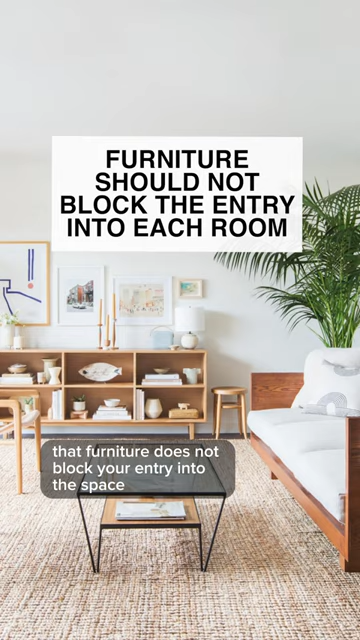 FURNITURE
SHOULD NOT
BLOCK THE ENTRY
INTO EACH ROOM
that furniture does not
block your entry into
the space